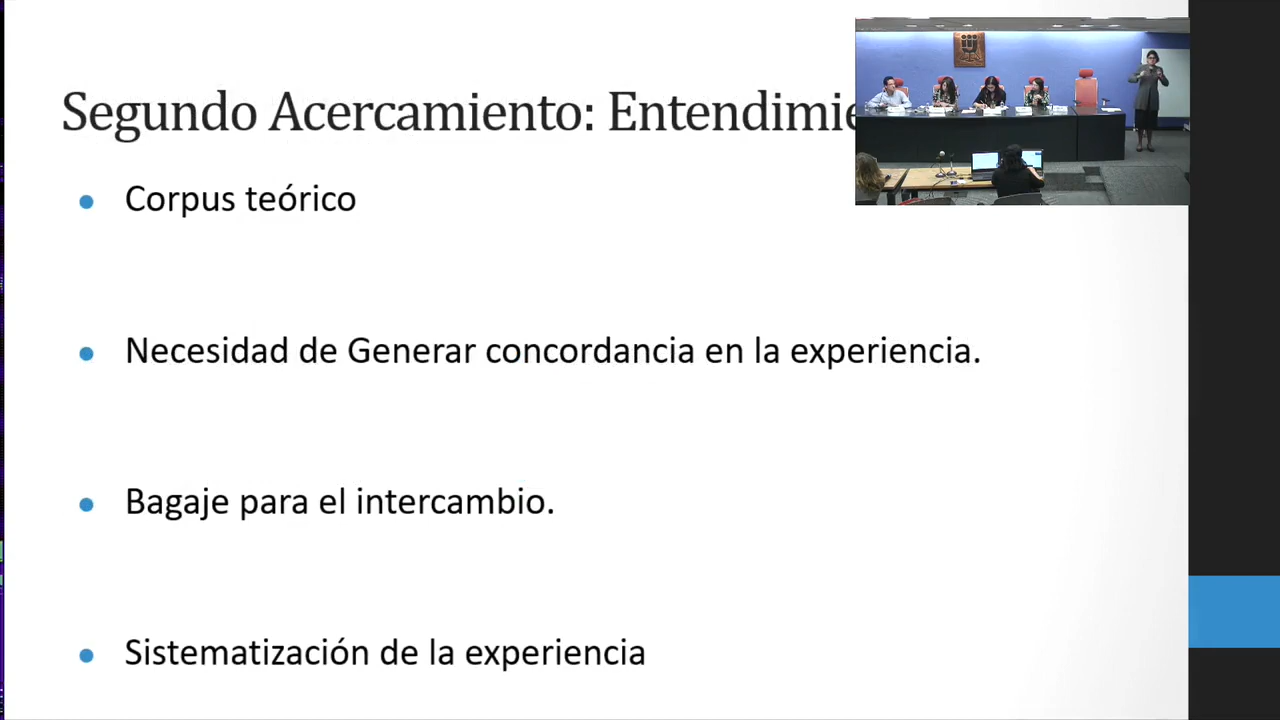 Segundo Acercamiento: Entendimie
Corpus teórico
Necesidad de Generar concordancia en la experiencia.
Bagaje para el intercambio.
Sistematización de la experiencia